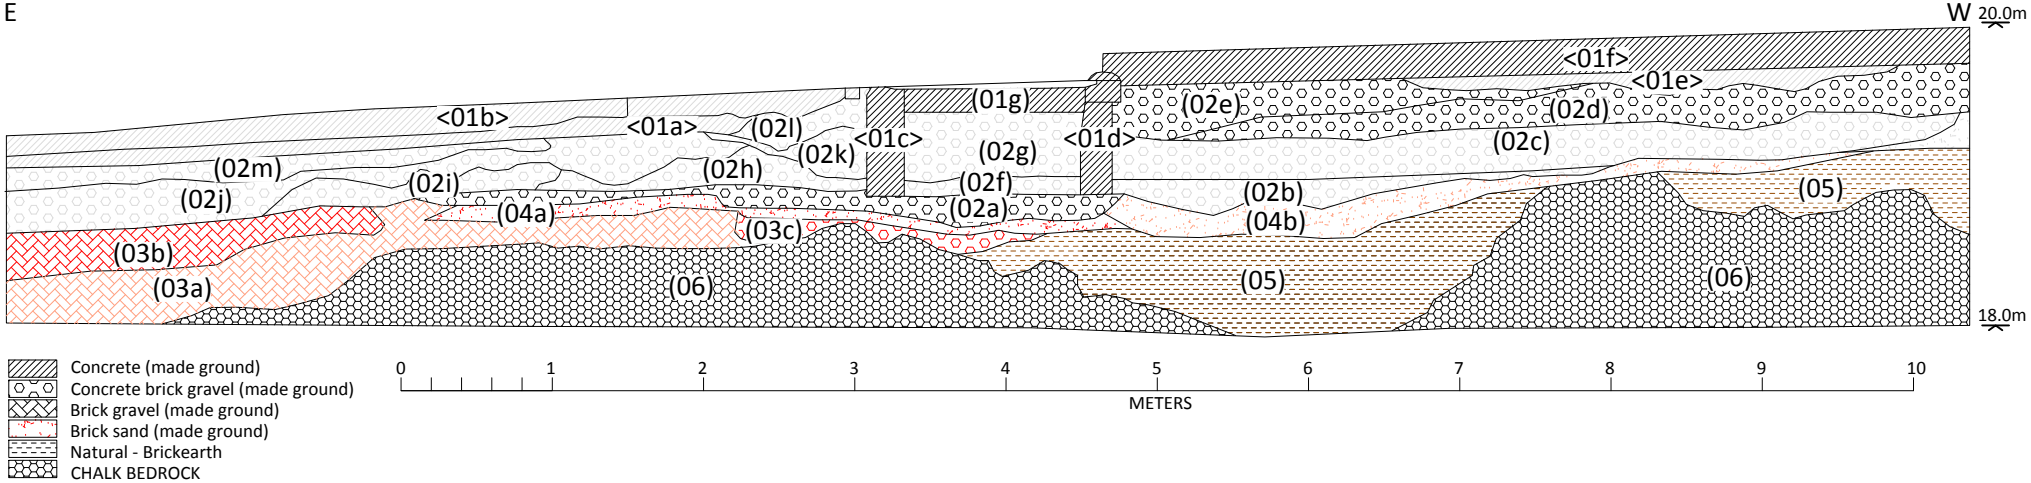 E
W 20.0m
<01f>
<01e>
<01b>
(01g)
(02e)
(02d)
<01a>
(02l)
<01c>
<01d>
(02c)
(02m)
(02h)
(02k)
(02g)
(02j)
(02i)
(02f)
(02b)
(05)
(04a)
(02a)
(04b)
(03b)
(03c)
(03a)
(06)
(05)
(06)
18.0m
Concrete (made ground)
Concrete brick gravel (made ground)
Brick gravel (made ground)
Brick sand (made ground)
Natural - Brickearth
CHALK BEDROCK
0 1 2 3 4 5 6 7 8 9 10
METERS